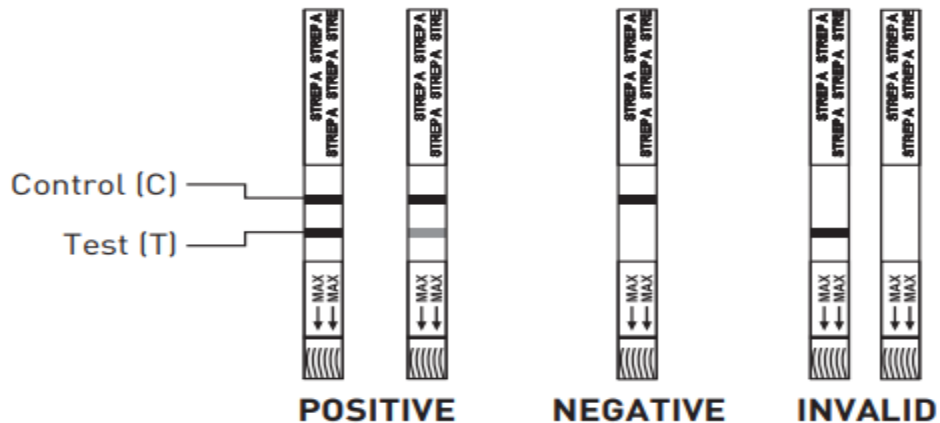 STREP A STREP A
STREP A STREP A STRE
STREP A STREP A
STREP A STREP A STRE
STREP A STREP A
STREP A STREP A STRE
STREP A STREP A
STREP A STREP A STRE
STREP A STREP A
STREP A STREP A STRE
Control (C)
Test (T)
MAX
MAX
MAX
MAX
MAX
MAX
MAX
MAX
MAX
MAX
POSITIVE NEGATIVE INVALID